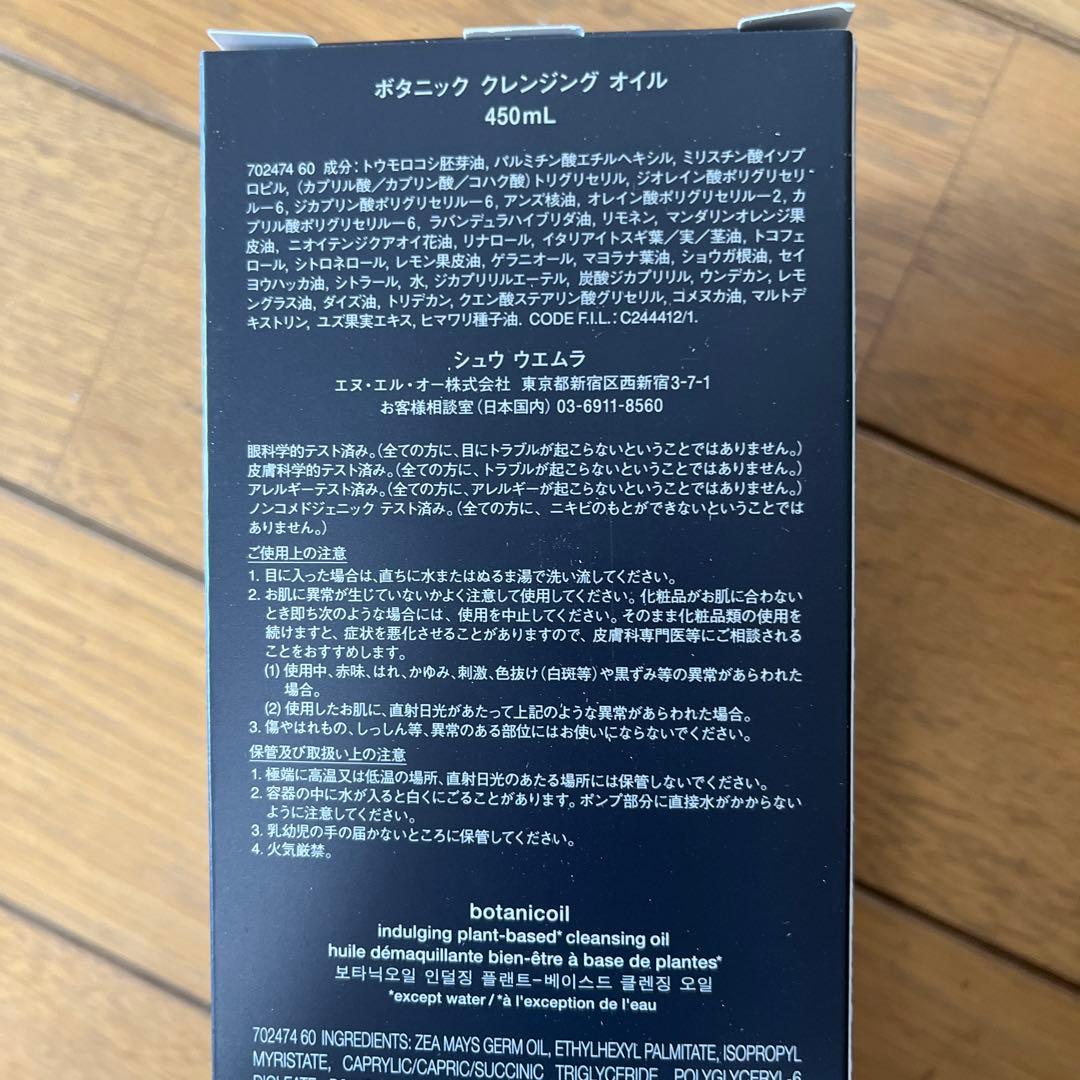 ボタニック クレンジング オイル
450mL
702474 60 成分：トウモロコシ胚芽油, パルミチン酸エチルヘキシル, ミリスチン酸イソプ
ロピル, (カプリル酸／カプリン酸／コハク酸)トリグリセリル, ジオレイン酸ポリグリセリ
ル－6, ジカプリン酸ポリグリセリル－6, アンズ核油, オレイン酸ポリグリセリル－2, カ
プリル酸ポリグリセリル－6, ラバンデュラハイブリダ油, リモネン, マンダリンオレンジ果
皮油, ニオイテンジクアオイ花油, リナロール, イタリアイトスギ葉／実／茎油, トコフェ
ロール, シトロネロール, レモン果皮油, ゲラニオール, マヨラナ葉油, ショウガ根油, セイ
ヨウハッカ油, シトラール, 水, ジカプリリルエーテル, 炭酸ジカプリリル, ウンデカン, レモ
ングラス油, ダイズ油, トリデカン, クエン酸ステアリン酸グリセリル, コメヌカ油, マルトデ
キストリン, ユズ果実エキス, ヒマワリ種子油. CODE F.I.L.：C244412/1.
シュウ ウエムラ
エヌ・エル・オー株式会社 東京都新宿区西新宿3-7-1
お客様相談室(日本国内) 03-6911-8560
眼科学的テスト済み。(全ての方に、目にトラブルが起こらないということではありません。)
皮膚科学的テスト済み。(全ての方に、トラブルが起こらないということではありません。)
アレルギーテスト済み。(全ての方に、アレルギーが起こらないということではありません。)
ノンコメドジェニック テスト済み。(全ての方に、ニキビのもとができないということでは
ありません。)
ご使用上の注意
1. 目に入った場合は、直ちに水またはぬるま湯で洗い流してください。
2. お肌に異常が生じていないかよく注意して使用してください。化粧品がお肌に合わない
とき即ち次のような場合には、使用を中止してください。そのまま化粧品類の使用を
続けますと、症状を悪化させることがありますので、皮膚科専門医等にご相談される
ことをおすすめします。
(1) 使用中、赤味、はれ、かゆみ、刺激、色抜け(白斑等)や黒ずみ等の異常があらわれた
場合。
(2) 使用したお肌に、直射日光があたって上記のような異常があらわれた場合。
3. 傷やはれもの、しっしん等、異常のある部位にはお使いにならないでください。
保管及び取扱い上の注意
1. 極端に高温又は低温の場所、直射日光のあたる場所には保管しないでください。
2. 容器の中に水が入ると白くにごることがあります。ポンプ部分に直接水がかからない
ように注意してください。
3. 乳幼児の手の届かないところに保管してください。
4. 火気厳禁。
botanicoil
indulging plant-based* cleansing oil
huile démaquillante bien-être à base de plantes*
보타닉오일 인덜징 플랜트-베이스드 클렌징 오일
*except water / *à l'exception de l'eau
702474 60 INGREDIENTS: ZEA MAYS GERM OIL, ETHYLHEXYL PALMITATE, ISOPROPYL
MYRISTATE, CAPRYLIC/CAPRIC/SUCCINIC TRIGLYCERIDE, POLYGLYCERYL-6